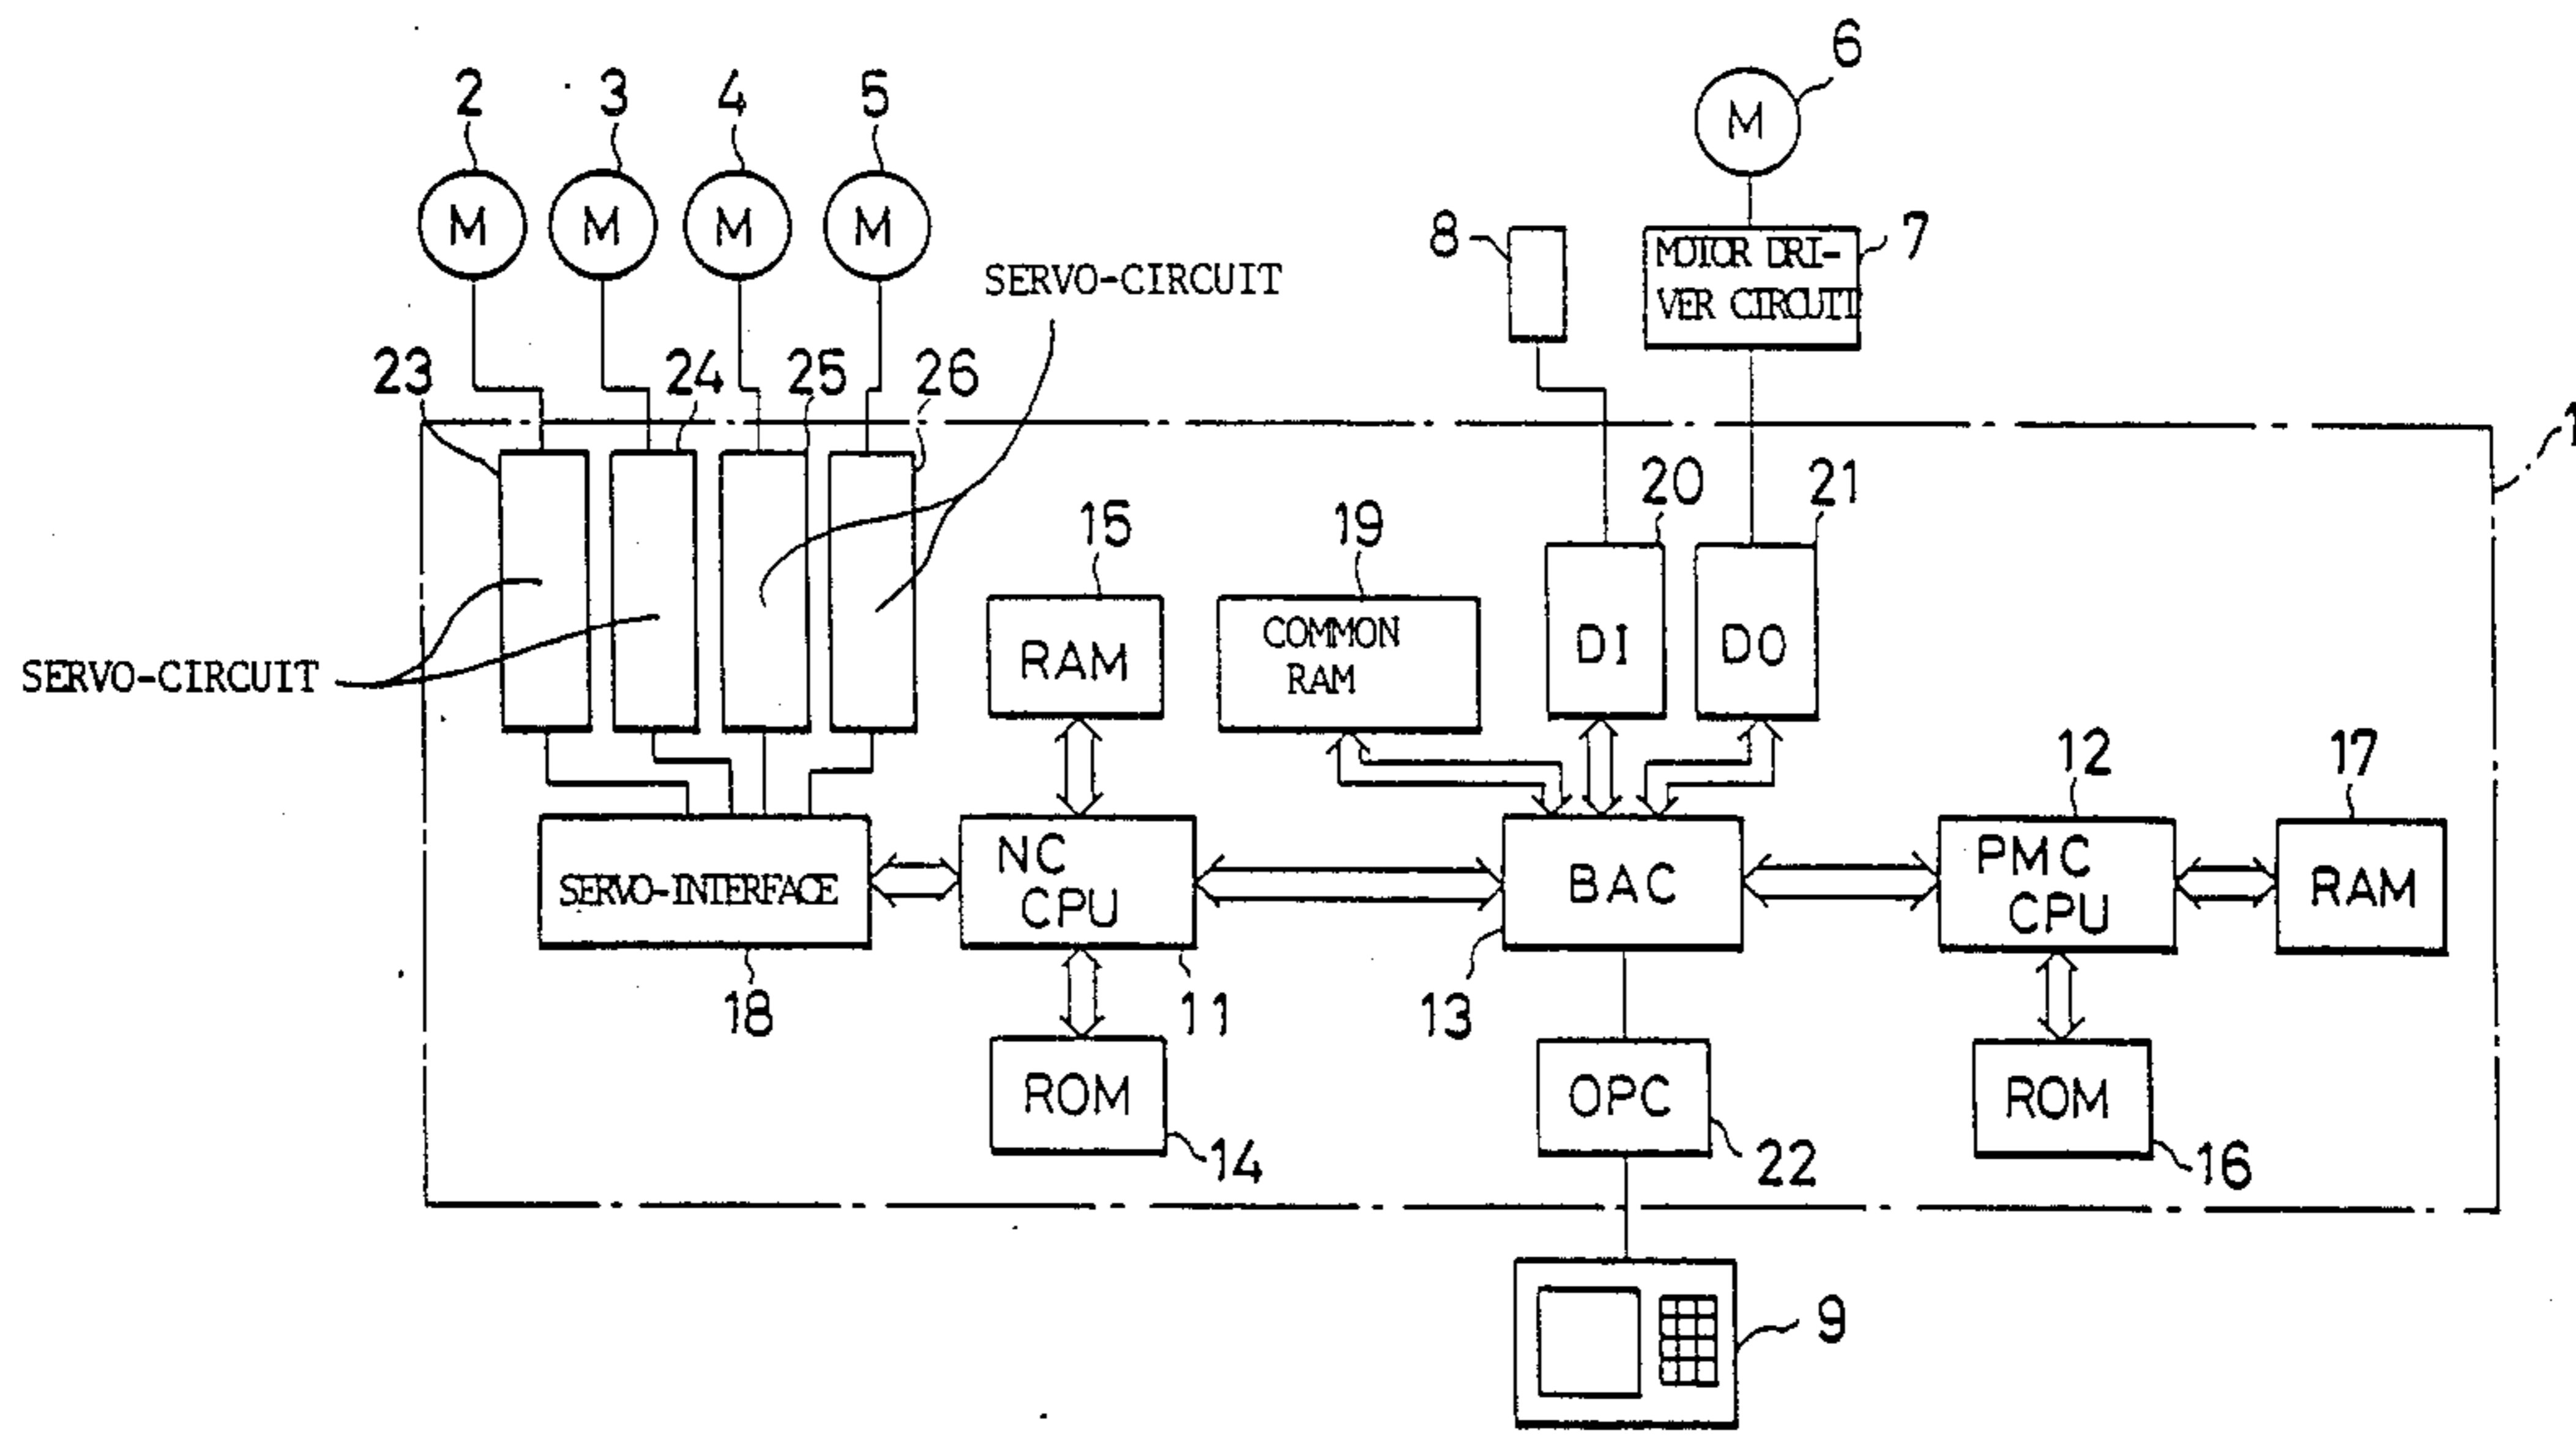 6
2 3 4 5
M
M M M M
8
MOTOR DRI-
VER CIRCUIT
7
SERVO-CIRCUIT
23 24 25 26
1
20 21
15
19
RAM
COMMON
RAM
DI
DO
SERVO-CIRCUIT
12
17
SERVO-INTERFACE
NC
CPU
BAC
PMC
CPU
RAM
18
11
13
ROM
OPC
ROM
14
22
16
9